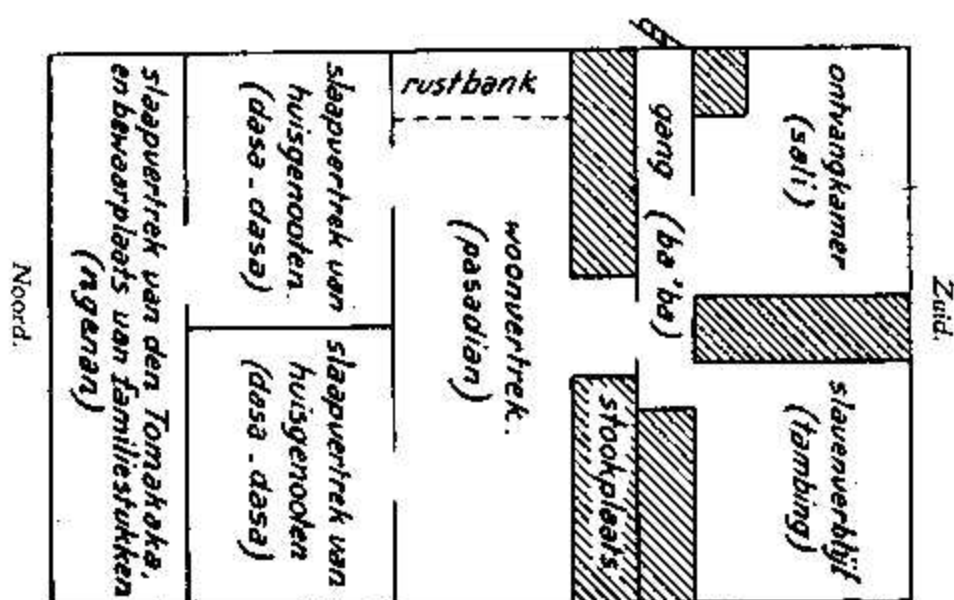 Zuid.
ontvangkamer
(sali)
slavenverblijf
(tambing)
gang (ba'ba)
stookplaats
rustbank
woonvertrek.
(pasadian)
slaapvertrek van
huisgenooten.
(dasa-dasa)
slaapvertrek van
huisgenooten
(dasa-dasa)
slaapvertrek van den Tomakaka,
en bewaarplaats van familiestukken
(ngenan)
Noord.